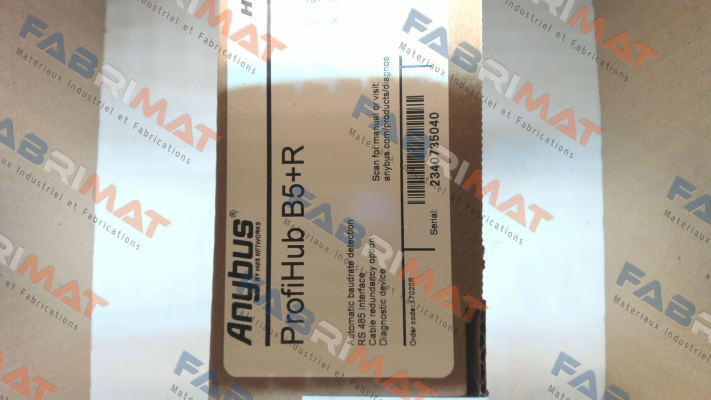 Anybus®
BY HMS NETWORKS
ProfiHub B5+R
Automatic baudrate detection
RS 485 interface
Cable redundancy option
Diagnostic device
Scan for manual or visit:
anybus.com/products/diagnos
Order code: 17020R
Serial:
2340735040
H
FABRIMAT
Materiaux Industriel et Fabrications